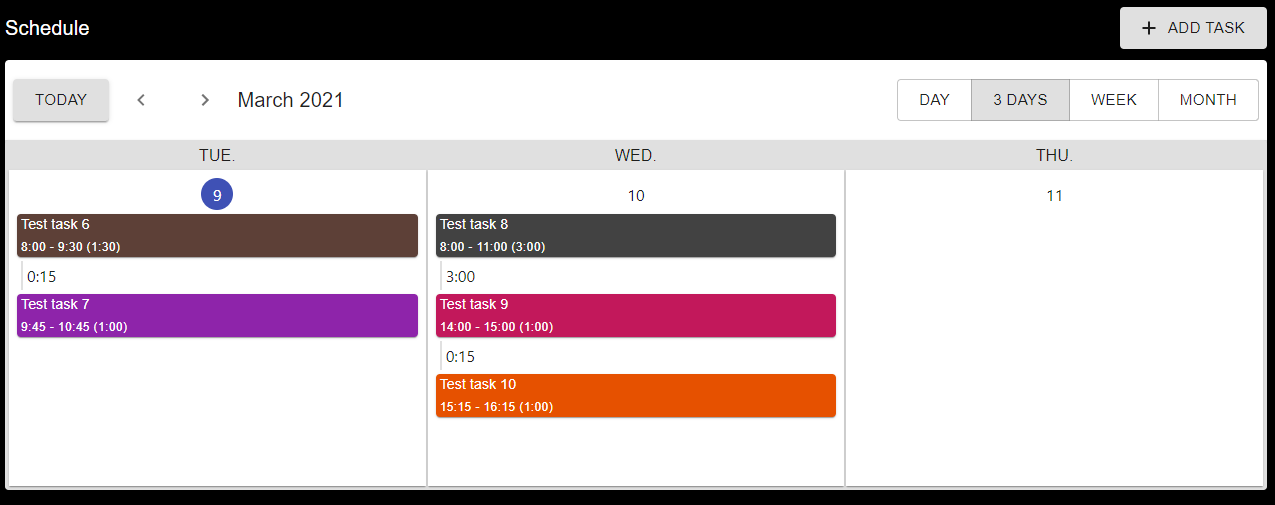 Schedule
+ ADD TASK
TODAY
March 2021
DAY
3 DAYS
WEEK
MONTH
TUE.
WED.
THU.
9
Test task 6
8:00 - 9:30 (1:30)
0:15
Test task 7
9:45 - 10:45 (1:00)
10
Test task 8
8:00 - 11:00 (3:00)
3:00
Test task 9
14:00 - 15:00 (1:00)
0:15
Test task 10
15:15 - 16:15 (1:00)
11